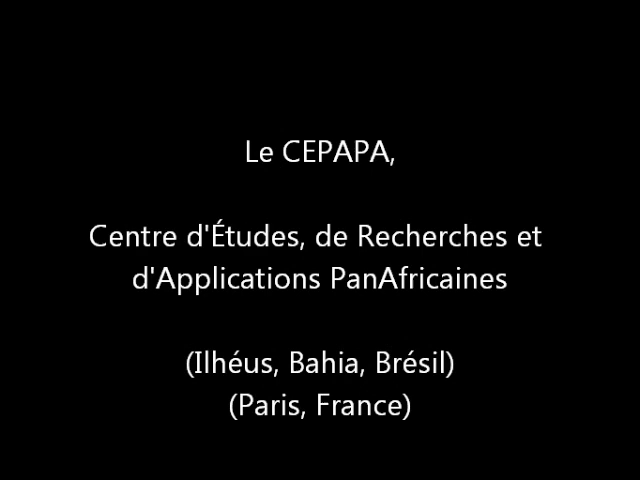 Le CEPAPA,
Centre d'Études, de Recherches et
d'Applications PanAfricaines
(Ilhéus, Bahia, Brésil)
(Paris, France)